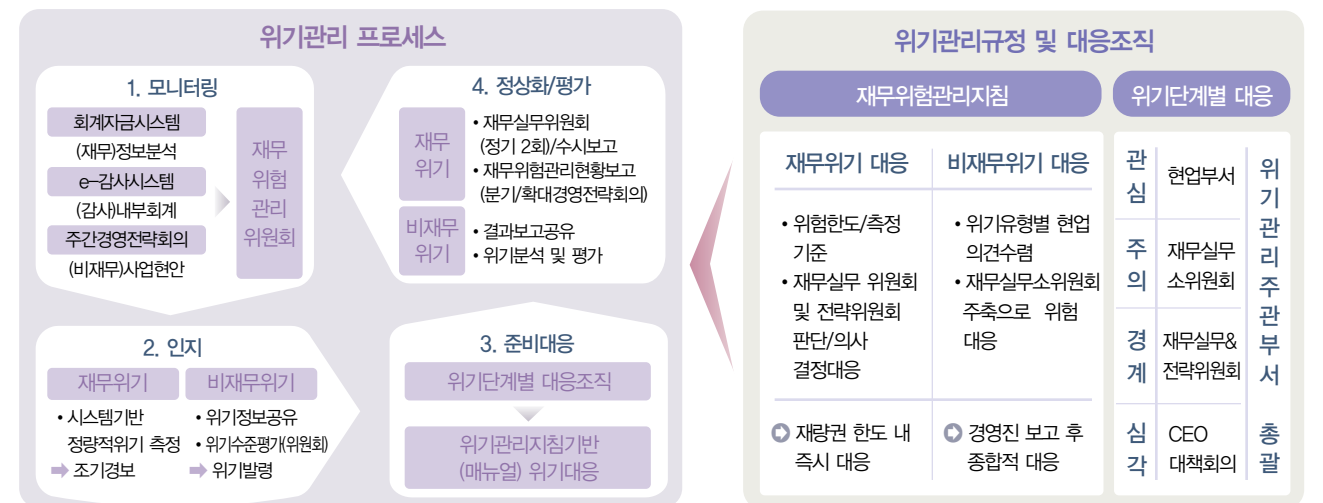 위기관리 프로세스
1. 모니터링
회계자금시스템
(재무)정보분석
e-감사시스템
(감사)내부회계
주간경영전략회의
(비재무)사업현안
재무
위험
관리
위원회
2. 인지
재무위기
• 시스템기반
정량적위기 측정
➡ 조기경보
비재무위기
• 위기정보공유
• 위기수준평가(위원회)
➡ 위기발령
3. 준비대응
위기단계별 대응조직
위기관리지침기반
(매뉴얼) 위기대응
4. 정상화/평가
재무
위기
• 재무실무위원회
(정기 2회)/수시보고
• 재무위험관리현황보고
(분기/확대경영전략회의)
비재무
위기
• 결과보고공유
• 위기분석 및 평가
위기관리규정 및 대응조직
재무위험관리지침
재무위기 대응
• 위험한도/측정
기준
• 재무실무 위원회
및 전략위원회
판단/의사
결정대응
➲ 재량권 한도 내
즉시 대응
비재무위기 대응
• 위기유형별 현업
의견수렴
• 재무실무소위원회
주축으로 위험
대응
➲ 경영진 보고 후
종합적 대응
위기단계별 대응
관심
현업부서
주의
재무실무
소위원회
경계
재무실무&
전략위원회
심각
CEO
대책회의
위기관리주관부서 총괄